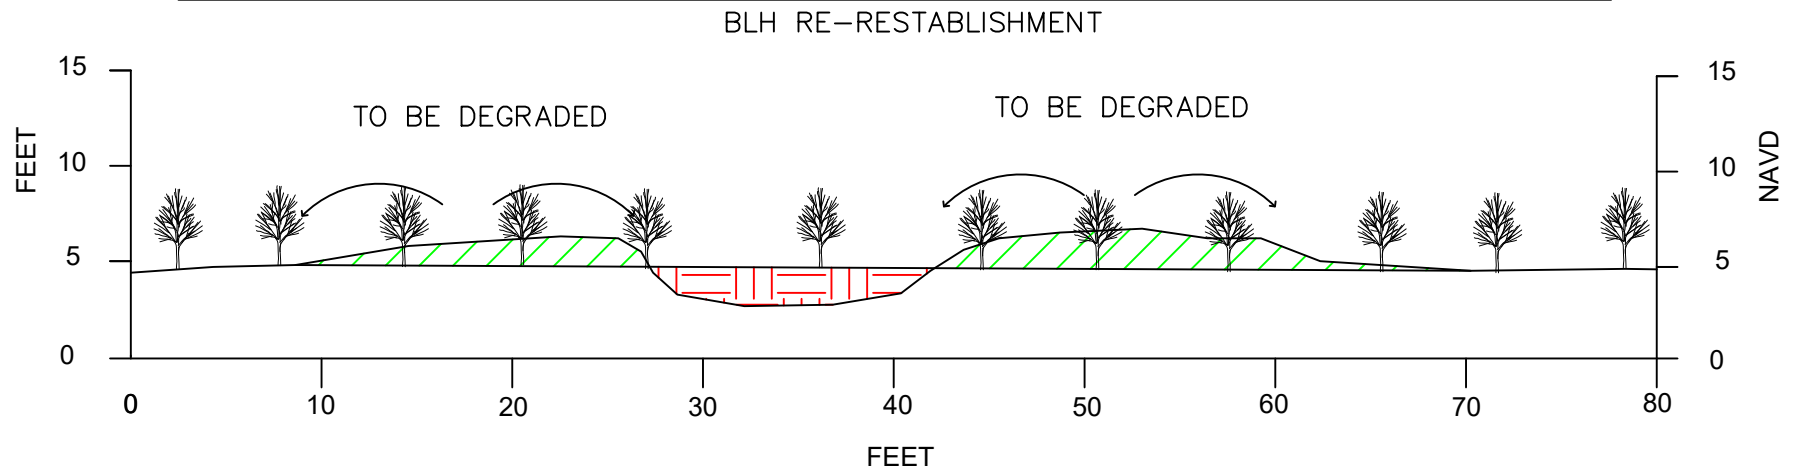 BLH RE-RESTABLISHMENT
15
15
TO BE DEGRADED
TO BE DEGRADED
FEET
10
10
NAVD
5
5
0
0
0
10
20
30
40
50
60
70
80
FEET